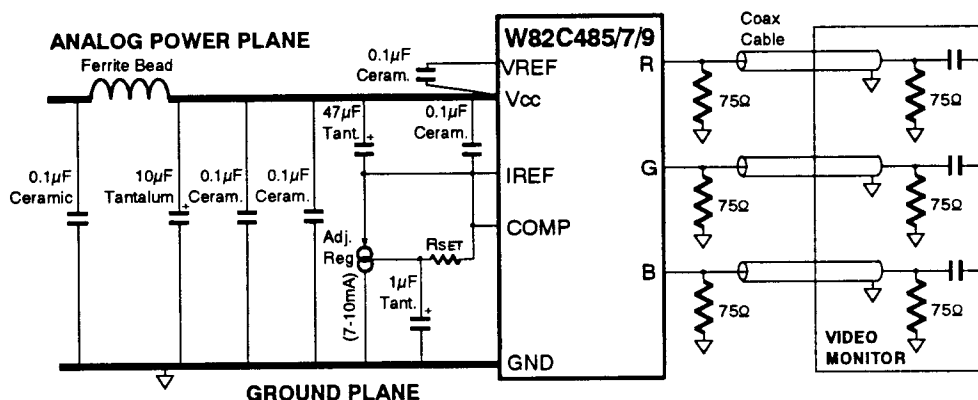 ANALOG POWER PLANE
Ferrite Bead
0.1µF
Ceram.
W82C485/7/9
VREF
Vcc
47µF
Tant.
+
0.1µF
Ceram.
0.1µF
Ceramic
10µF
Tantalum
+
0.1µF
Ceram.
0.1µF
Ceram.
IREF
COMP
Adj.
Reg
(7-10mA)
RSET
1µF
Tant.
+
GND
GROUND PLANE
R
G
B
Coax
Cable
75Ω
75Ω
75Ω
75Ω
75Ω
75Ω
VIDEO
MONITOR